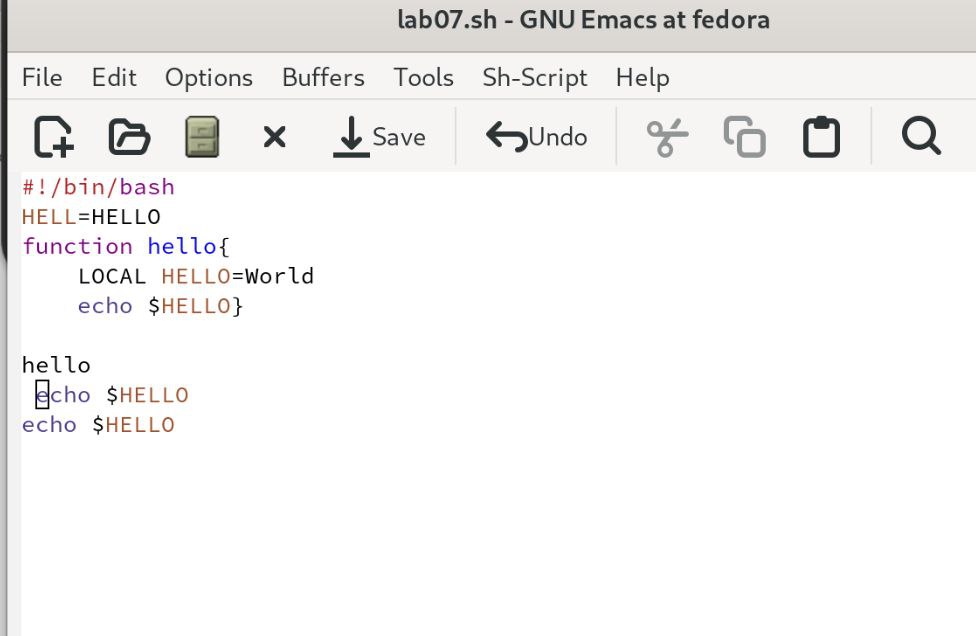 lab07.sh - GNU Emacs at fedora
File Edit Options Buffers Tools Sh-Script Help
Save Undo
#!/bin/bash
HELL=HELLO
function hello{
    LOCAL HELLO=World
    echo $HELLO}

hello
 echo $HELLO
echo $HELLO